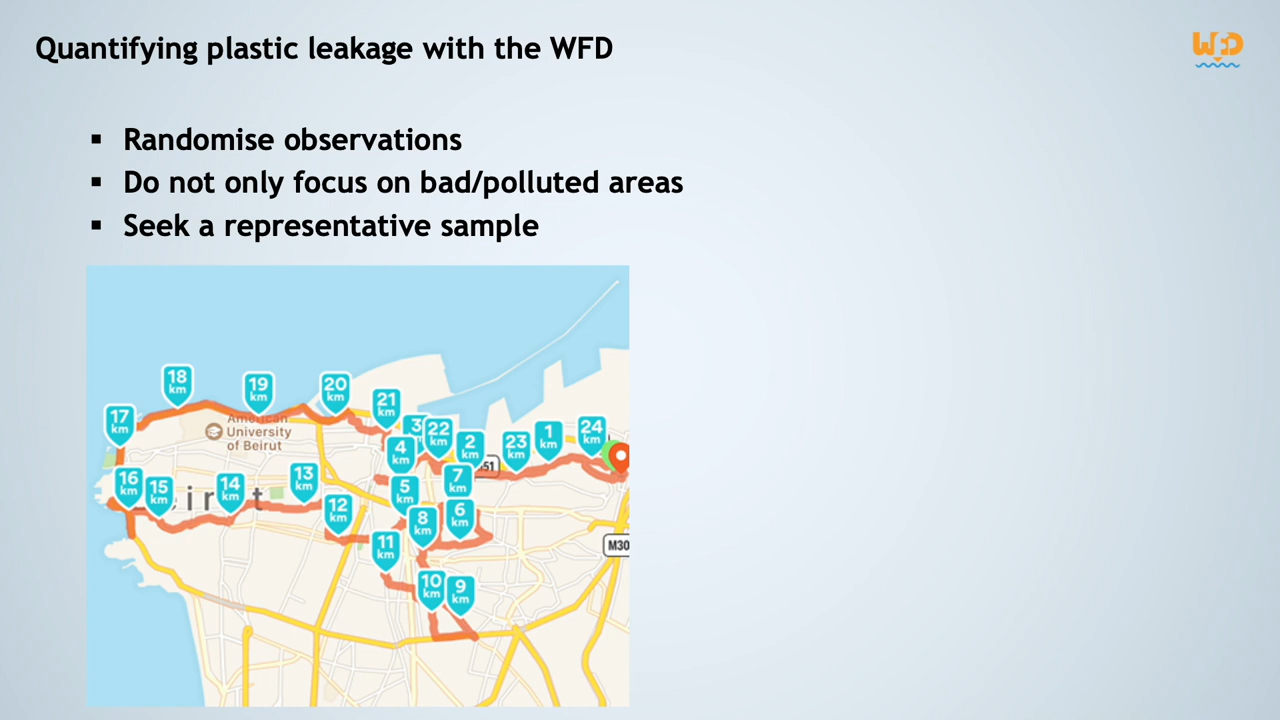 Quantifying plastic leakage with the WFD
WFD
▪ Randomise observations
▪ Do not only focus on bad/polluted areas
▪ Seek a representative sample
18 km
19 km
20 km
21 km
17 km
American
University
of Beirut
3
22 km
4 km
2 km
23 km
1 km
24 km
51
16 km
15 km
14 km
13 km
7 km
5 km
12 km
8 km
6 km
11 km
M30
10 km
9 km
eirut